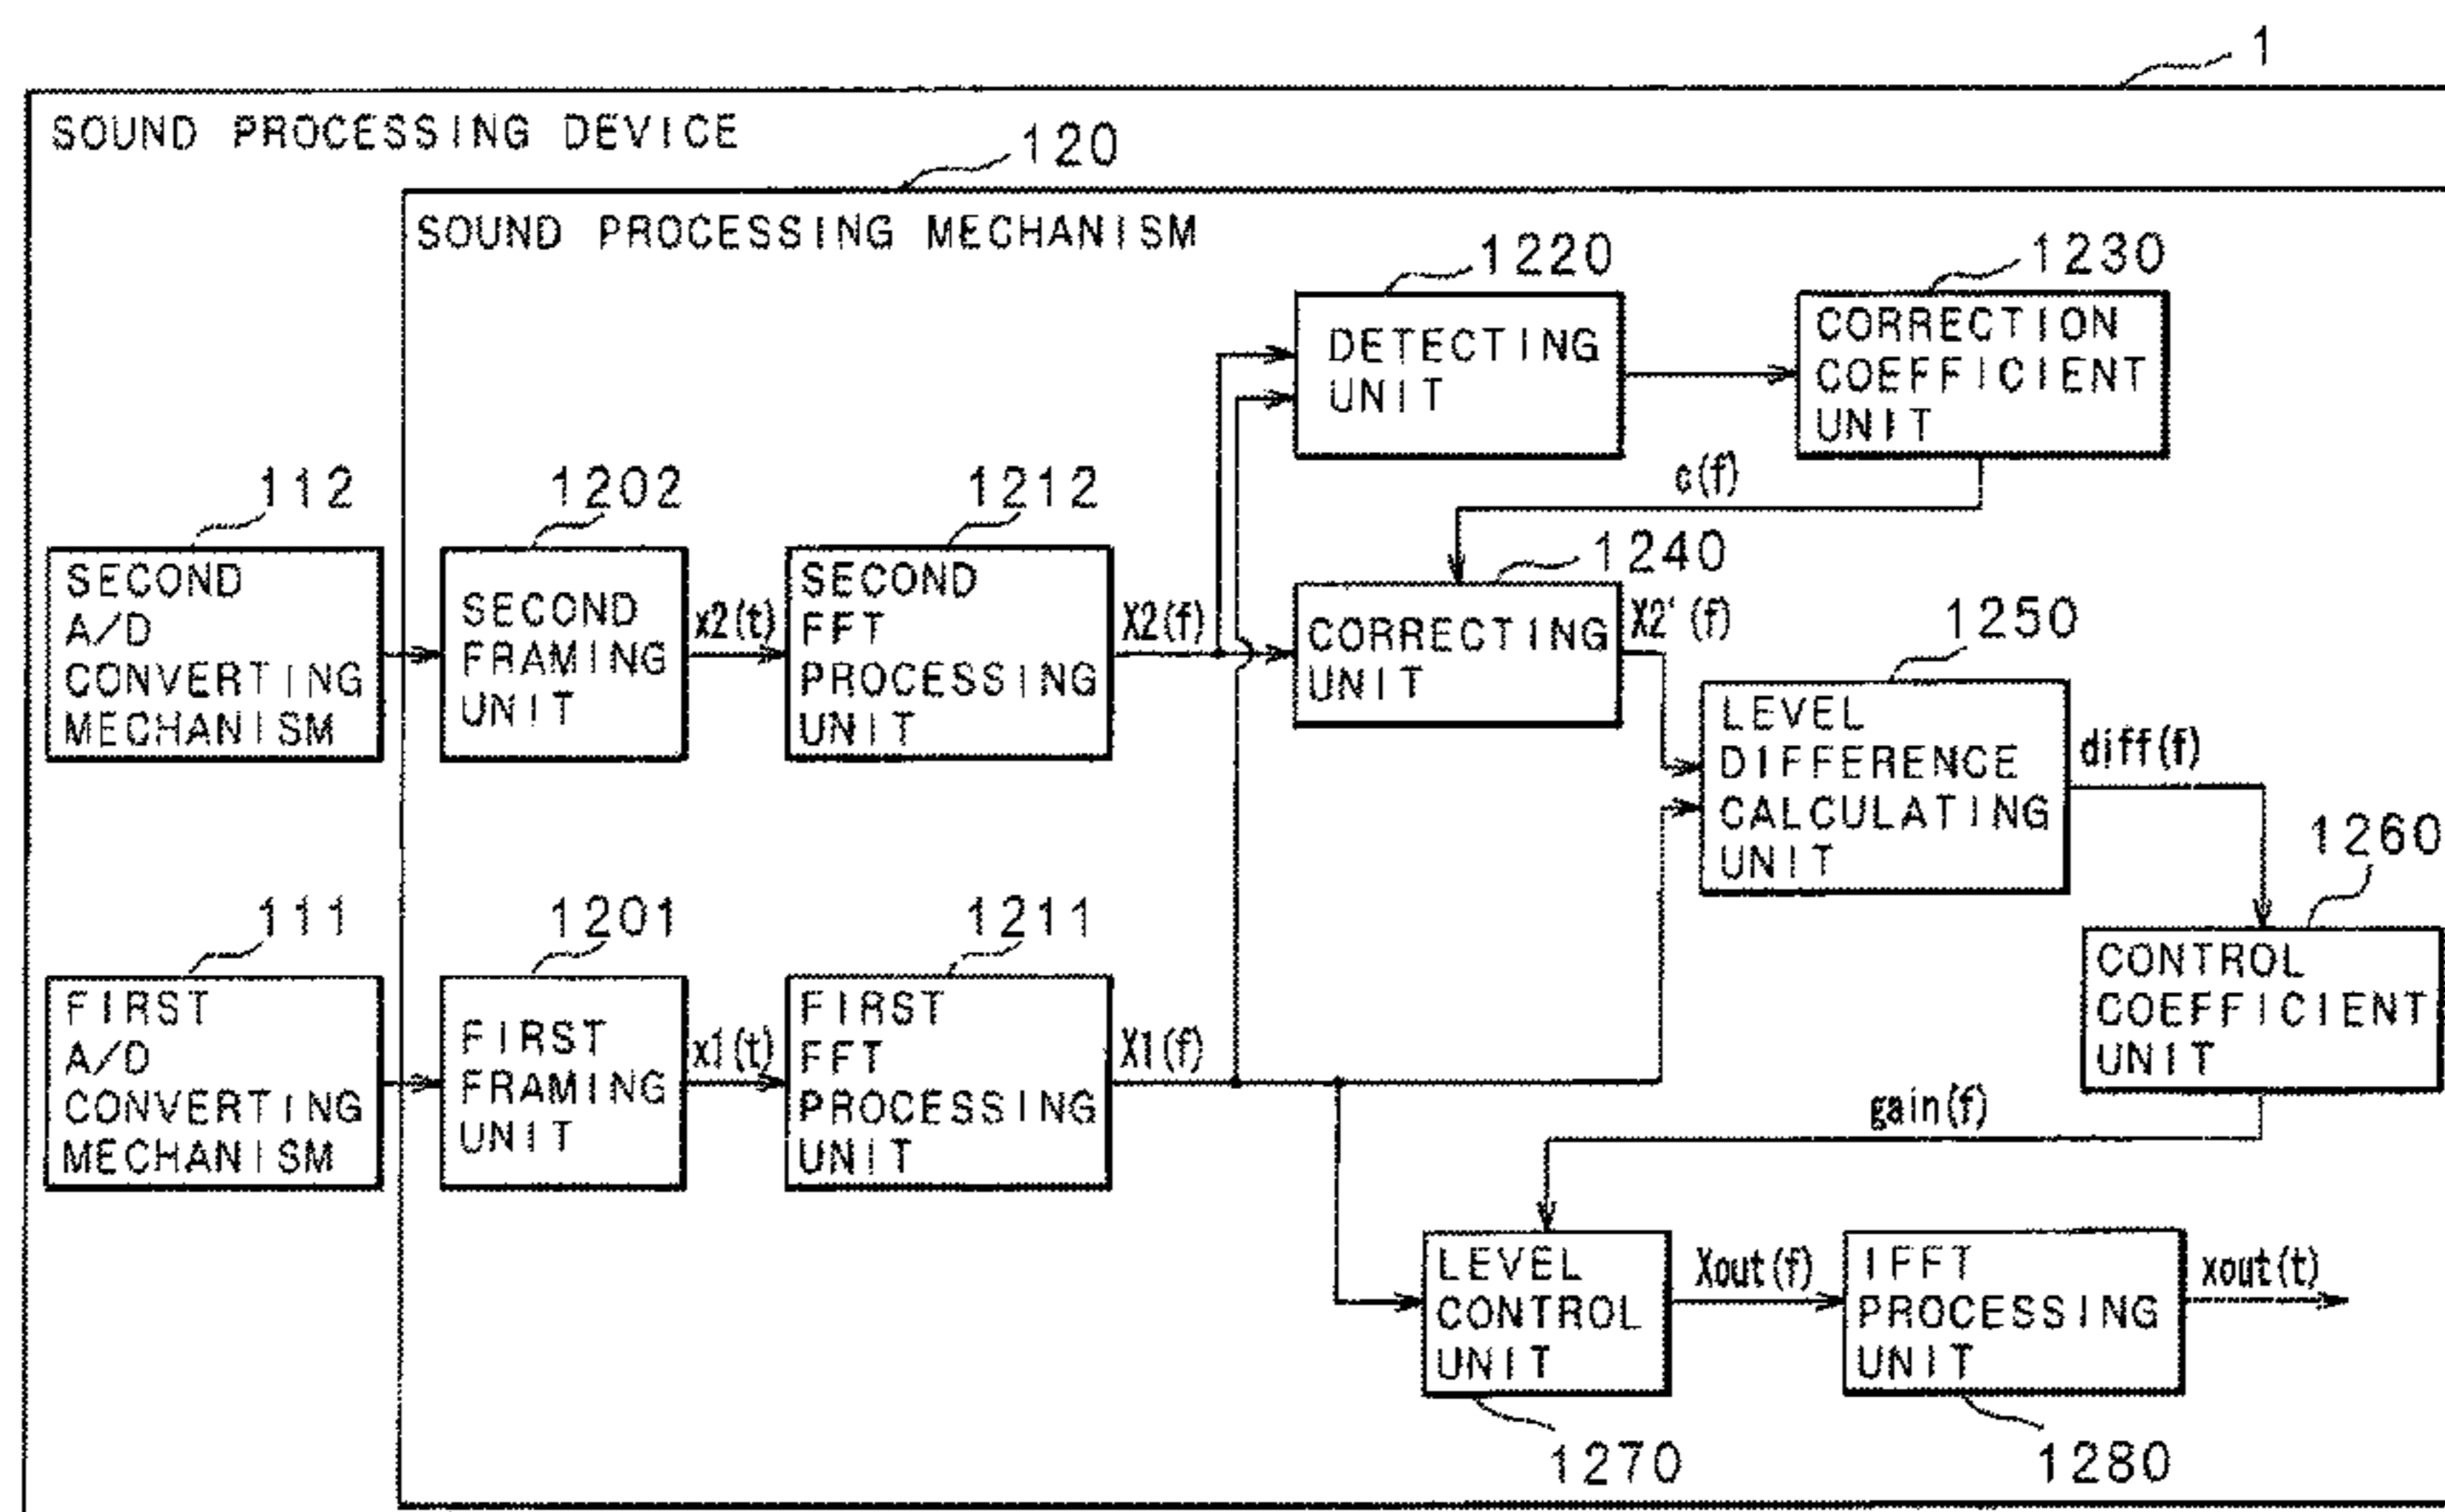 1
SOUND PROCESSING DEVICE
120
SOUND PROCESSING MECHANISM
1220
DETECTING
UNIT
1230
CORRECTION
COEFFICIENT
UNIT
c(f)
112
SECOND
A/D
CONVERTING
MECHANISM
1202
SECOND
FRAMING
UNIT
x2(t)
1212
SECOND
FFT
PROCESSING
UNIT
X2(f)
1240
CORRECTING
UNIT
X2'(f)
1250
LEVEL
DIFFERENCE
CALCULATING
UNIT
diff(f)
1260
CONTROL
COEFFICIENT
UNIT
gain(f)
111
FIRST
A/D
CONVERTING
MECHANISM
1201
FIRST
FRAMING
UNIT
x1(t)
1211
FIRST
FFT
PROCESSING
UNIT
X1(f)
LEVEL
CONTROL
UNIT
1270
Xout(f)
IFFT
PROCESSING
UNIT
1280
xout(t)